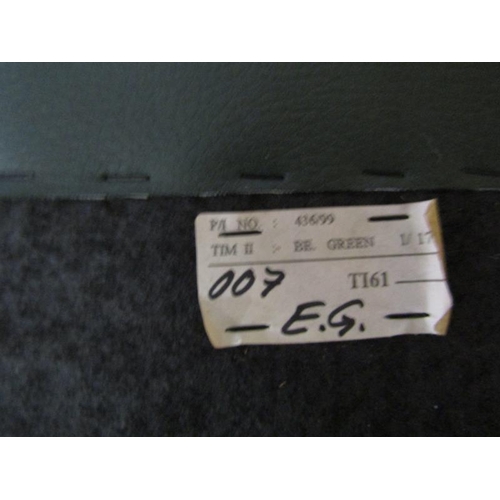 P/I NO. : 436/99
TIM II :- BE. GREEN 1/ 17
007 TI61
E.G.